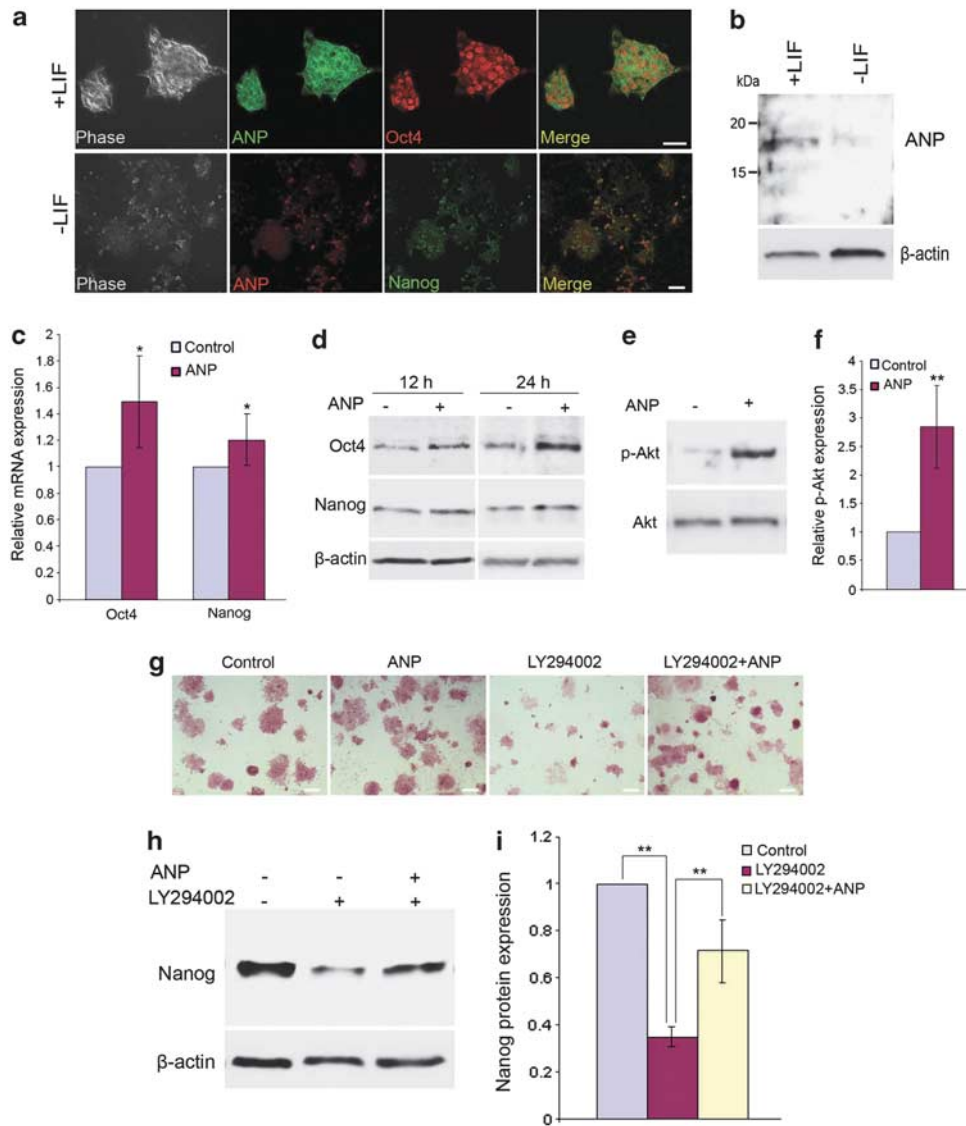 a
+LIF
Phase
ANP
Oct4
Merge
-LIF
Phase
ANP
Nanog
Merge
b
kDa
+LIF
-LIF
20
15
ANP
β-actin
c
Relative mRNA expression
2
1.8
1.6
1.4
1.2
1
0.8
0.6
0.4
0.2
0
Control
ANP
*
*
Oct4
Nanog
d
12 h
24 h
ANP
- + - +
Oct4
Nanog
β-actin
e
ANP
- +
p-Akt
Akt
f
Control
ANP
Relative p-Akt expression
4
3.5
3
2.5
2
1.5
1
0.5
0
**
g
Control
ANP
LY294002
LY294002+ANP
h
ANP - - +
LY294002 - + +
Nanog
β-actin
i
Nanog protein expression
1.2
1
0.8
0.6
0.4
0.2
0
**
**
Control
LY294002
LY294002+ANP